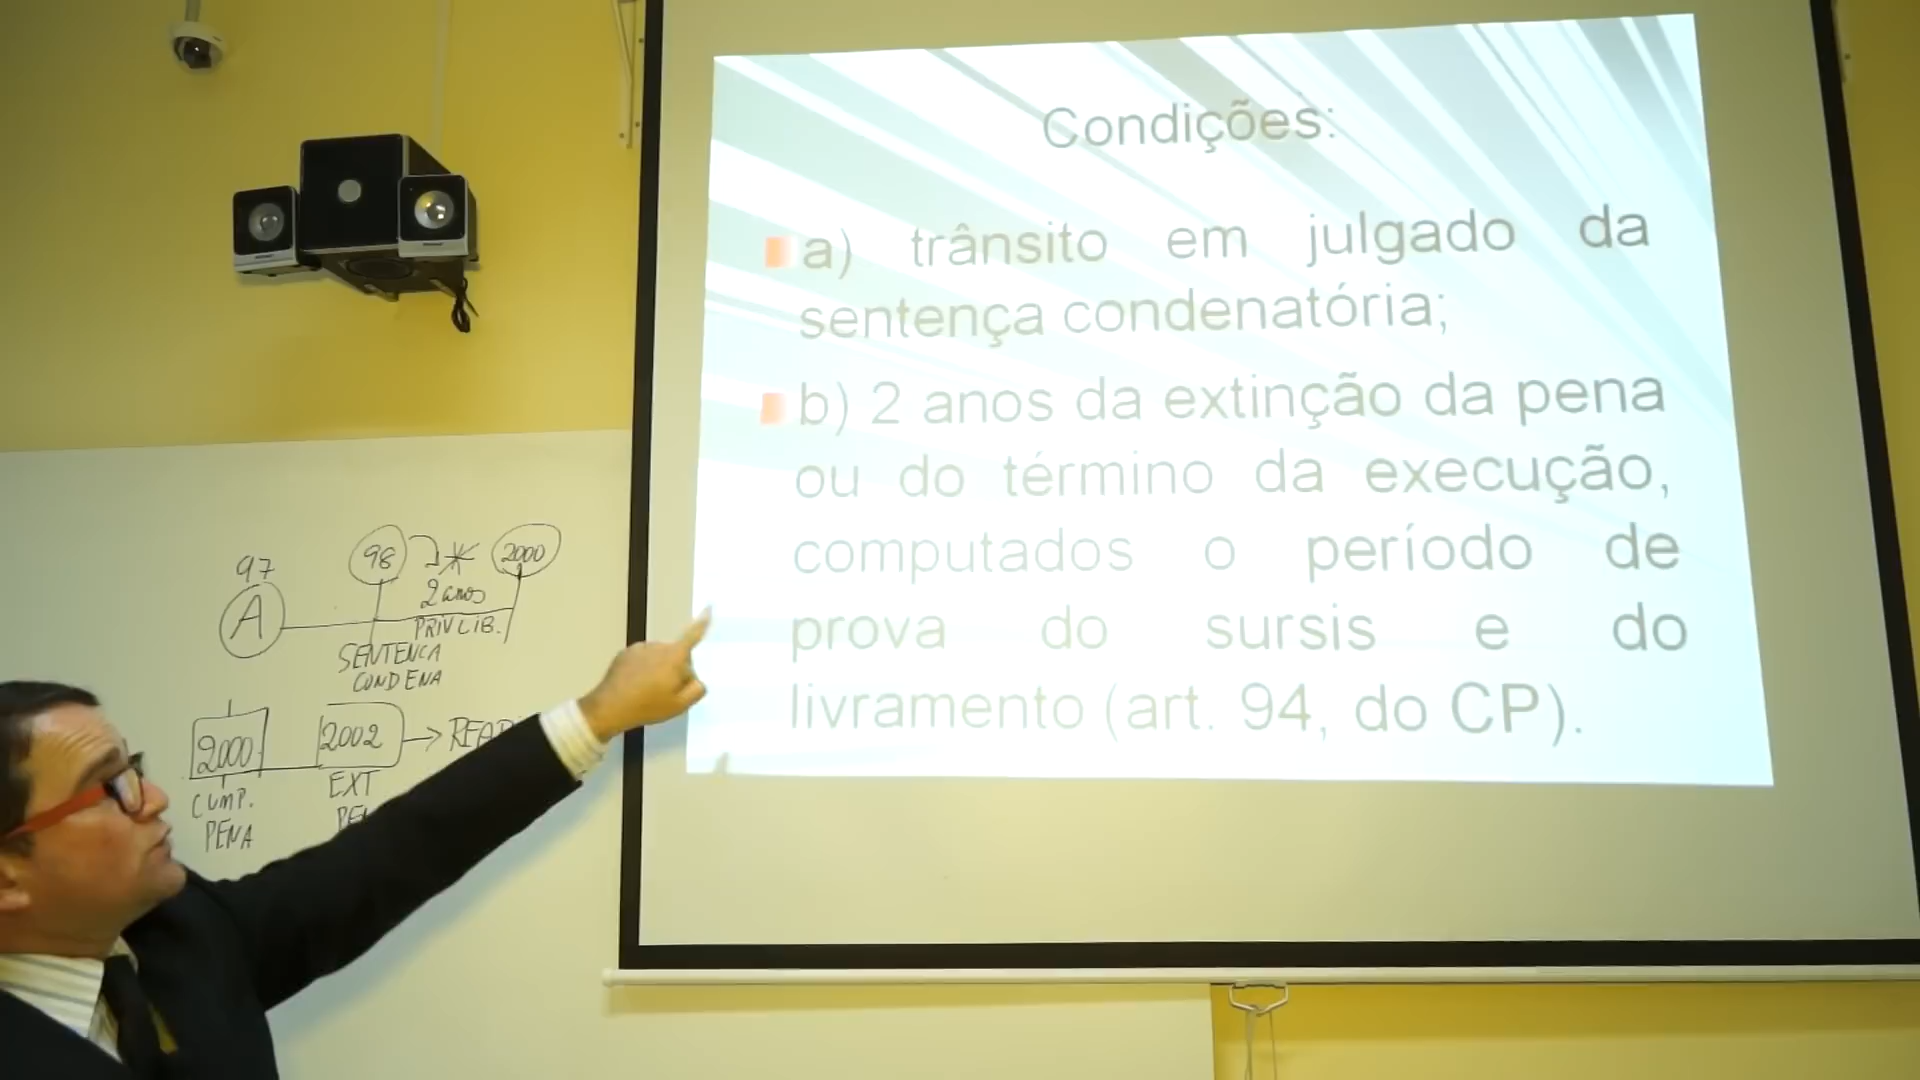 Condições:
a) trânsito em julgado da
sentença condenatória;
b) 2 anos da extinção da pena
ou do término da execução,
computados o período de
prova do sursis e do
livramento (art. 94, do CP).
97
98
2000
A
2 anos
PRIV LIB.
SENTENCA
CONDENA
2000
2002
CUMP.
PENA
EXT